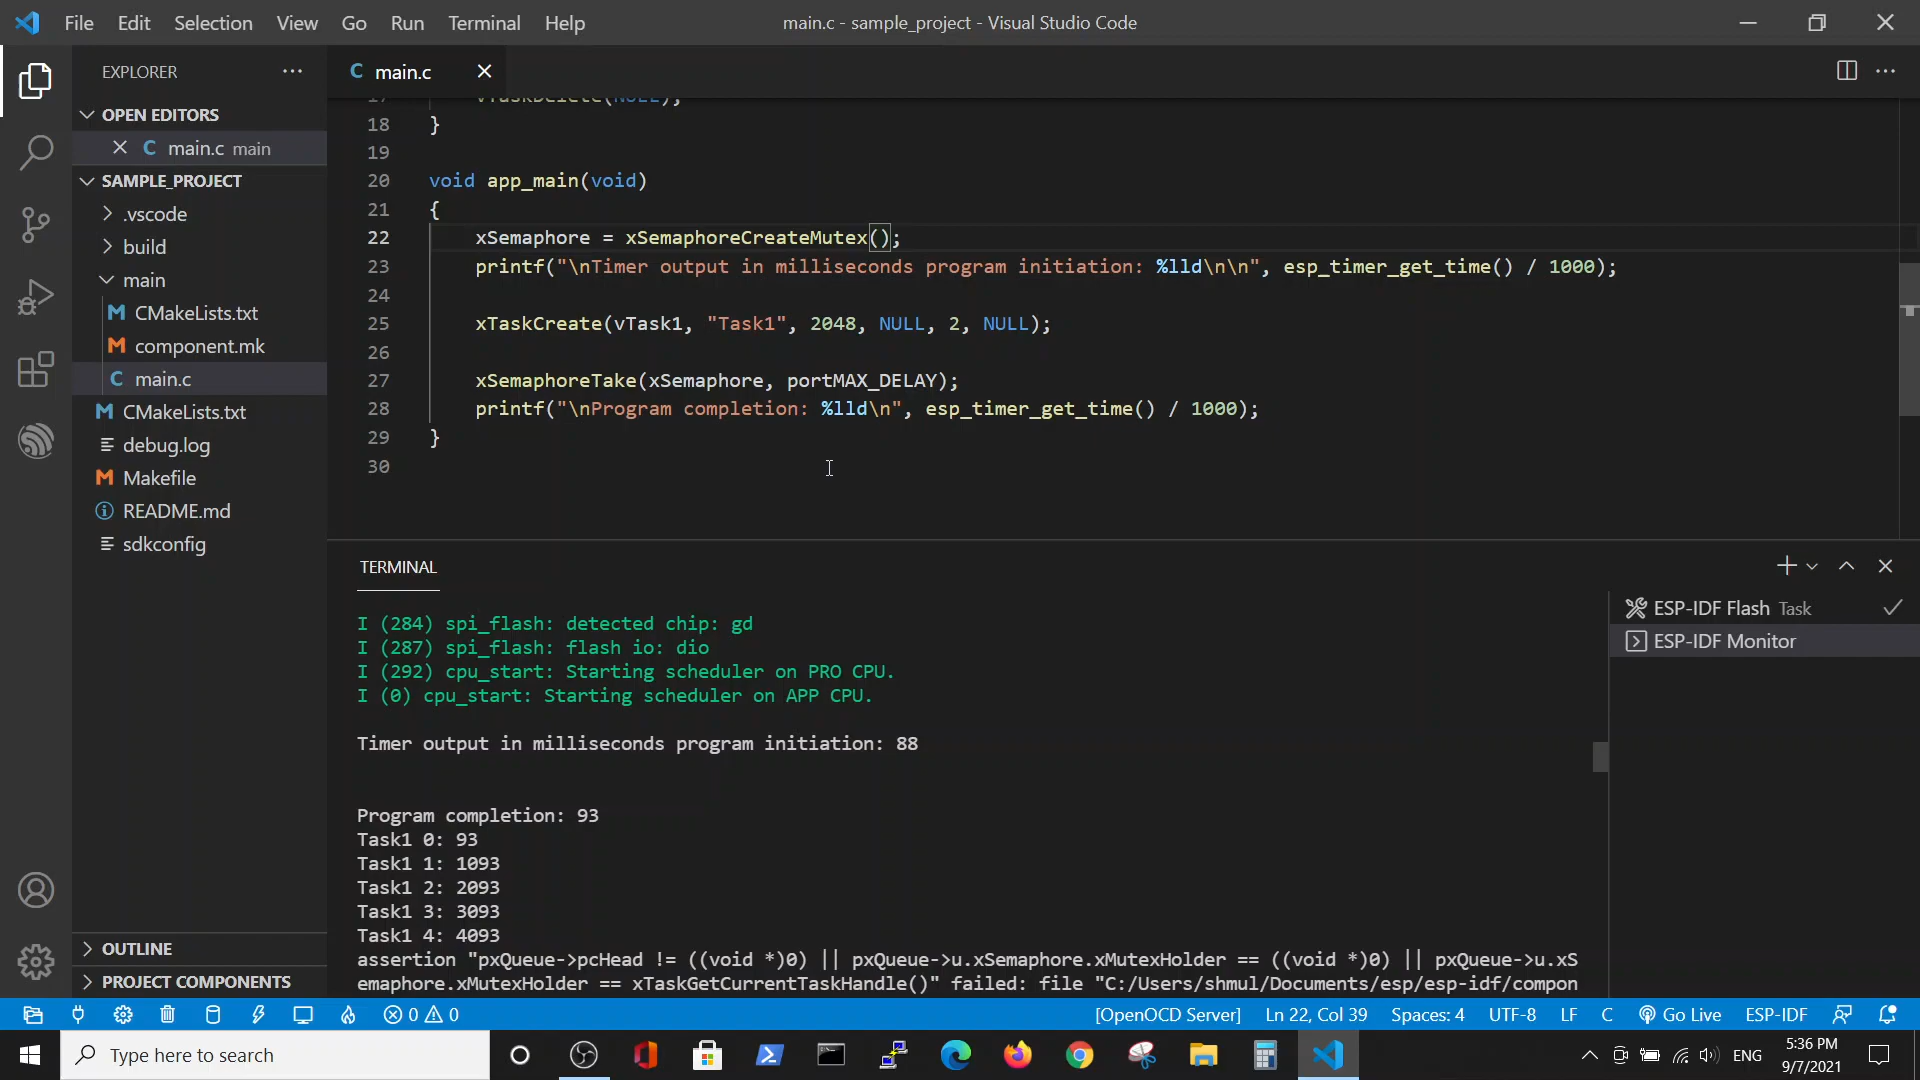 File Edit Selection View Go Run Terminal Help
main.c - sample_project - Visual Studio Code
EXPLORER
OPEN EDITORS
main.c main
SAMPLE_PROJECT
.vscode
build
main
CMakeLists.txt
component.mk
main.c
CMakeLists.txt
debug.log
Makefile
README.md
sdkconfig
OUTLINE
PROJECT COMPONENTS
main.c
17 vTaskDelete(NULL);
18 }
19
20 void app_main(void)
21 {
22 xSemaphore = xSemaphoreCreateMutex();
23 printf("\nTimer output in milliseconds program initiation: %lld\n\n", esp_timer_get_time() / 1000);
24
25 xTaskCreate(vTask1, "Task1", 2048, NULL, 2, NULL);
26
27 xSemaphoreTake(xSemaphore, portMAX_DELAY);
28 printf("\nProgram completion: %lld\n", esp_timer_get_time() / 1000);
29 }
30
TERMINAL
I (284) spi_flash: detected chip: gd
I (287) spi_flash: flash io: dio
I (292) cpu_start: Starting scheduler on PRO CPU.
I (0) cpu_start: Starting scheduler on APP CPU.
Timer output in milliseconds program initiation: 88
Program completion: 93
Task1 0: 93
Task1 1: 1093
Task1 2: 2093
Task1 3: 3093
Task1 4: 4093
assertion "pxQueue->pcHead != ((void *)0) || pxQueue->u.xSemaphore.xMutexHolder == ((void *)0) || pxQueue->u.xS
emaphore.xMutexHolder == xTaskGetCurrentTaskHandle()" failed: file "C:/Users/shmul/Documents/esp/esp-idf/compon
ESP-IDF Flash Task
ESP-IDF Monitor
0 0 [OpenOCD Server] Ln 22, Col 39 Spaces: 4 UTF-8 LF C Go Live ESP-IDF
Type here to search
ENG
5:36 PM
9/7/2021